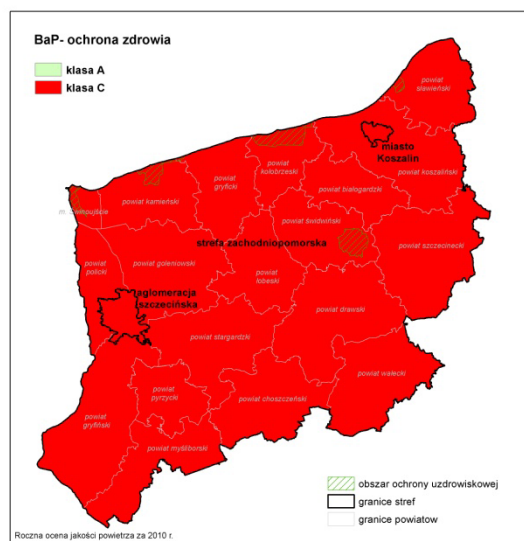 BaP- ochrona zdrowia
klasa A
klasa C
powiat sławieński
miasto Koszalin
powiat kołobrzeski
powiat koszaliński
powiat białogardzki
powiat gryficki
powiat kamieński
m. Świnoujście
powiat świdwiński
strefa zachodniopomorska
powiat szczecinecki
powiat policki
powiat goleniowski
powiat łobeski
aglomeracja szczecińska
powiat drawski
powiat stargardzki
powiat wałecki
powiat pyrzycki
powiat choszczeński
powiat gryfiński
powiat myśliborski
obszar ochrony uzdrowiskowej
granice stref
granice powiatow
Roczna ocena jakości powietrza za 2010 r.